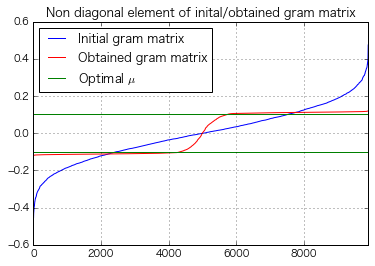 Non diagonal element of inital/obtained gram matrix
0.6
Initial gram matrix
Obtained gram matrix
Optimal μ
0.4
0.2
0.0
−0.2
−0.4
−0.6
0 2000 4000 6000 8000